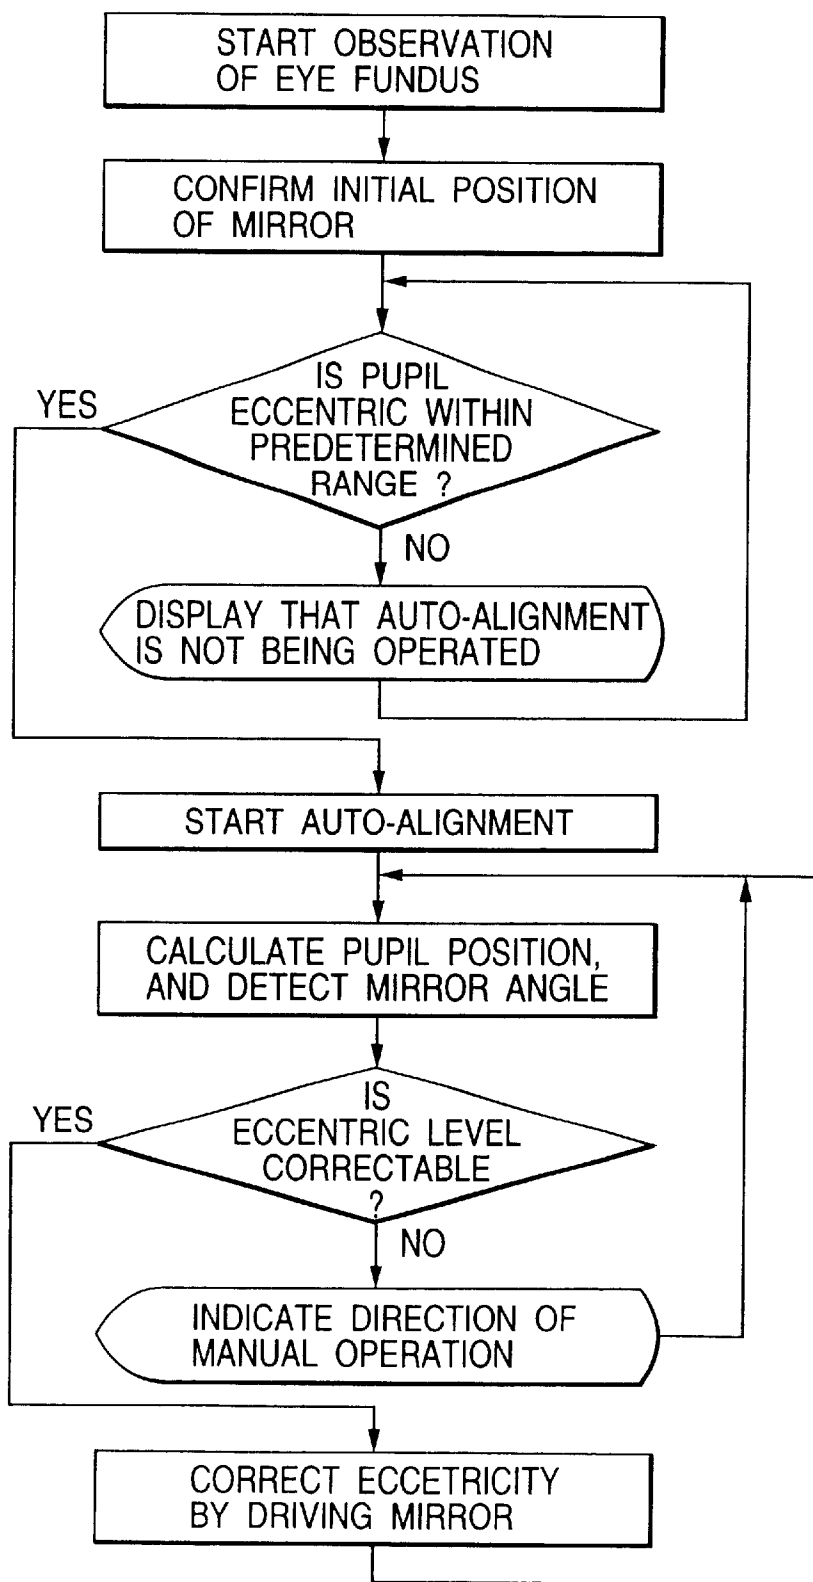 START OBSERVATION
OF EYE FUNDUS
CONFIRM INITIAL POSITION
OF MIRROR
IS PUPIL
ECCENTRIC WITHIN
PREDETERMINED
RANGE ?
YES
NO
DISPLAY THAT AUTO-ALIGNMENT
IS NOT BEING OPERATED
START AUTO-ALIGNMENT
CALCULATE PUPIL POSITION,
AND DETECT MIRROR ANGLE
IS
ECCENTRIC LEVEL
CORRECTABLE
?
YES
NO
INDICATE DIRECTION OF
MANUAL OPERATION
CORRECT ECCETRICITY
BY DRIVING MIRROR